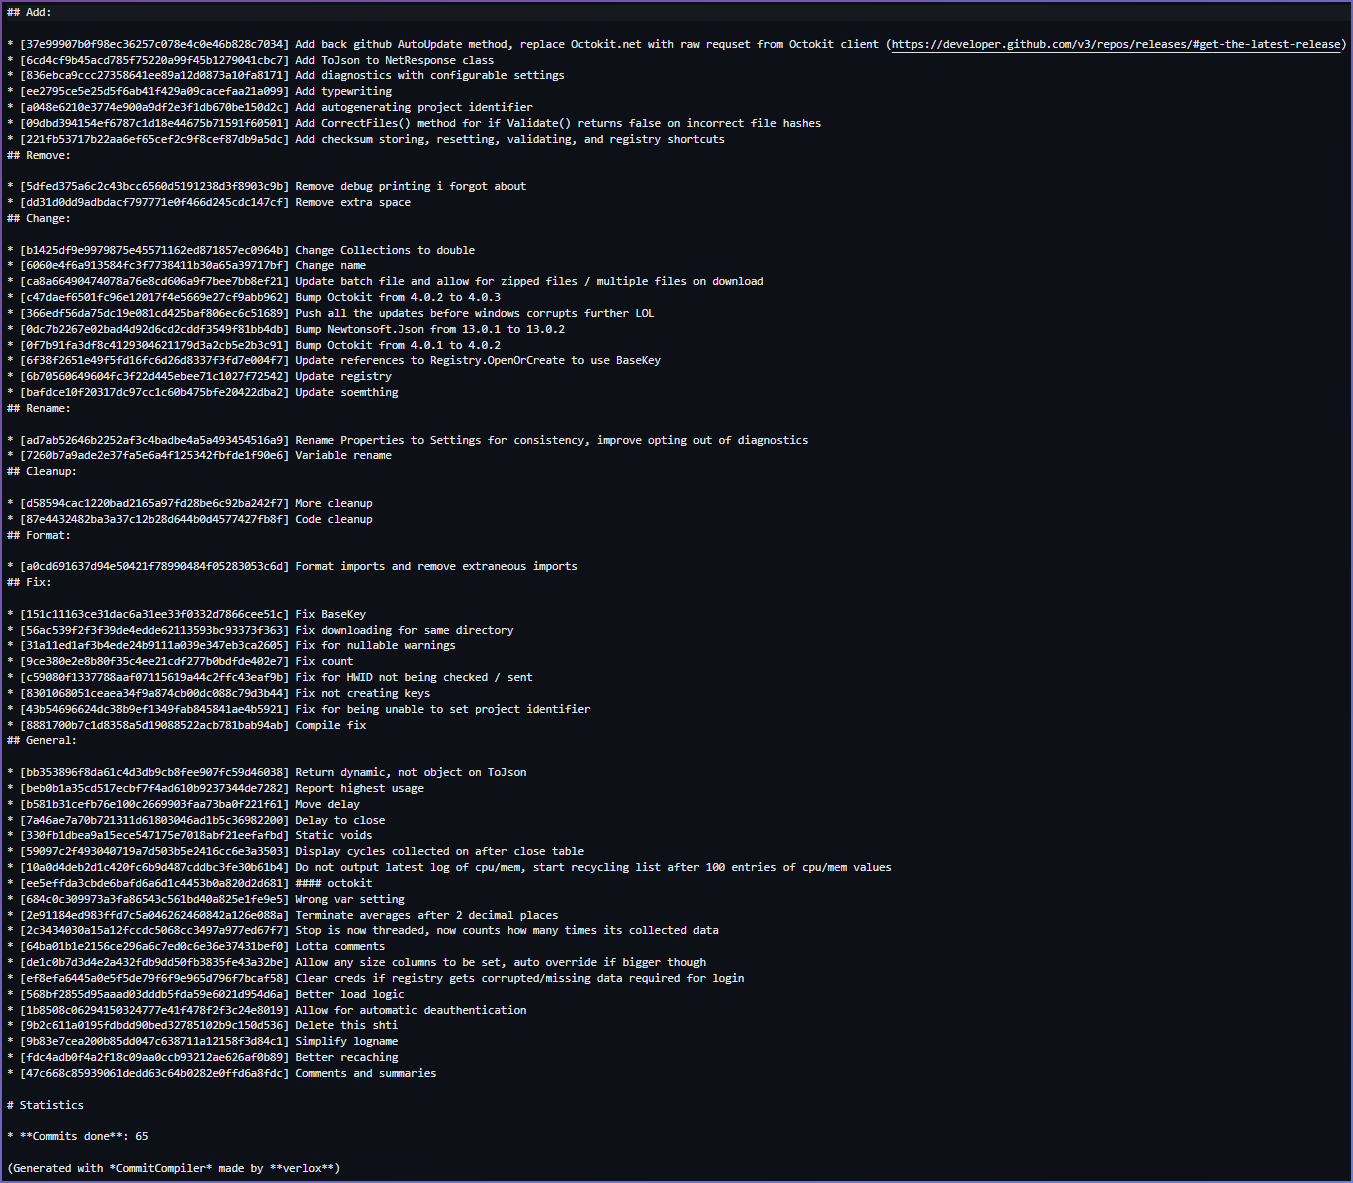 ## Add:
* [37e99907b0f98ec36257c078e4c0e46b828c7034] Add back github AutoUpdate method, replace Octokit.net with raw requset from Octokit client (https://developer.github.com/v3/repos/releases/#get-the-latest-release)
* [6cd4cf9b45acd785f75220a99f45b1279041cbc7] Add ToJson to NetResponse class
* [836ebca9ccc27358641ee89a12d0873a10fa8171] Add diagnostics with configurable settings
* [ee2795ce5e25d5f6ab41f429a09cacefaa21a099] Add typewriting
* [a048e6210e3774e900a9df2e3f1db670be150d2c] Add autogenerating project identifier
* [09dbd394154ef6787c1d18e44675b71591f60501] Add CorrectFiles() method for if Validate() returns false on incorrect file hashes
* [221fb53717b22aa6ef65cef2c9f8cef87db9a5dc] Add checksum storing, resetting, validating, and registry shortcuts
## Remove:
* [5dfed375a6c2c43bcc6560d5191238d3f8903c9b] Remove debug printing i forgot about
* [dd31d0dd9adbdacf797771e0f466d245cdc147cf] Remove extra space
## Change:
* [b1425df9e9979875e45571162ed871857ec0964b] Change Collections to double
* [6060e4f6a913584fc3f7738411b30a65a39717bf] Change name
* [ca8a66490474078a76e8cd606a9f7bee7bb8ef21] Update batch file and allow for zipped files / multiple files on download
* [c47daef6501fc96e12017f4e5669e27cf9abb962] Bump Octokit from 4.0.2 to 4.0.3
* [366edf56da75dc19e081cd425baf806ec6c51689] Push all the updates before windows corrupts further LOL
* [0dc7b2267e02bad4d92d6cd2cddf3549f81bb4db] Bump Newtonsoft.Json from 13.0.1 to 13.0.2
* [0f7b91fa3df8c4129304621179d3a2cb5e2b3c91] Bump Octokit from 4.0.1 to 4.0.2
* [6f38f2651e49f5fd16fc6d26d8337f3fd7e004f7] Update references to Registry.OpenOrCreate to use BaseKey
* [6b70560649604fc3f22d445ebee71c1027f72542] Update registry
* [bafdce10f20317dc97cc1c60b475bfe20422dba2] Update soemthing
## Rename:
* [ad7ab52646b2252af3c4badbe4a5a493454516a9] Rename Properties to Settings for consistency, improve opting out of diagnostics
* [7260b7a9ade2e37fa5e6a4f125342fbfde1f90e6] Variable rename
## Cleanup:
* [d58594cac1220bad2165a97fd28be6c92ba242f7] More cleanup
* [87e4432482ba3a37c12b28d644b0d4577427fb8f] Code cleanup
## Format:
* [a0cd691637d94e50421f78990484f05283053c6d] Format imports and remove extraneous imports
## Fix:
* [151c11163ce31dac6a31ee33f0332d7866cee51c] Fix BaseKey
* [56ac539f2f3f39de4edde62113593bc93373f363] Fix downloading for same directory
* [31a11ed1af3b4ede24b9111a039e347eb3ca2605] Fix for nullable warnings
* [9ce380e2e8b80f35c4ee21cdf277b0bdfde402e7] Fix count
* [c59080f1337788aaf07115619a44c2ffc43eaf9b] Fix for HWID not being checked / sent
* [8301068051ceaea34f9a874cb00dc088c79d3b44] Fix not creating keys
* [43b54696624dc38b9ef1349fab845841ae4b5921] Fix for being unable to set project identifier
* [8881700b7c1d8358a5d19088522acb781bab94ab] Compile fix
## General:
* [bb353896f8da61c4d3db9cb8fee907fc59d46038] Return dynamic, not object on ToJson
* [beb0b1a35cd517ecbf7f4ad610b9237344de7282] Report highest usage
* [b581b31cefb76e100c2669903faa73ba0f221f61] Move delay
* [7a46ae7a70b721311d61803046ad1b5c36982200] Delay to close
* [330fb1dbea9a15ece547175e7018abf21eefafbd] Static voids
* [59097c2f493040719a7d503b5e2416cc6e3a3503] Display cycles collected on after close table
* [10a0d4deb2d1c420fc6b9d487cddbc3fe30b61b4] Do not output latest log of cpu/mem, start recycling list after 100 entries of cpu/mem values
* [ee5effda3cbde6bafd6a6d1c4453b0a820d2d681] #### octokit
* [684c0c309973a3fa86543c561bd40a825e1fe9e5] Wrong var setting
* [2e91184ed983ffd7c5a046262460842a126e088a] Terminate averages after 2 decimal places
* [2c3434030a15a12fccdc5068cc3497a977ed67f7] Stop is now threaded, now counts how many times its collected data
* [64ba01b1e2156ce296a6c7ed0c6e36e37431bef0] Lotta comments
* [de1c0b7d3d4e2a432fdb9dd50fb3835fe43a32be] Allow any size columns to be set, auto override if bigger though
* [ef8efa6445a0e5f5de79f6f9e965d796f7bcaf58] Clear creds if registry gets corrupted/missing data required for login
* [568bf2855d95aaad03dddb5fda59e6021d954d6a] Better load logic
* [1b8508c06294150324777e41f478f2f3c24e8019] Allow for automatic deauthentication
* [9b2c611a0195fdbdd90bed32785102b9c150d536] Delete this shti
* [9b83e7cea200b85dd047c638711a12158f3d84c1] Simplify logname
* [fdc4adb0f4a2f18c09aa0ccb93212ae626af0b89] Better recaching
* [47c668c85939061dedd63c64b0282e0ffd6a8fdc] Comments and summaries
# Statistics
* **Commits done**: 65
(Generated with *CommitCompiler* made by **verlox**)